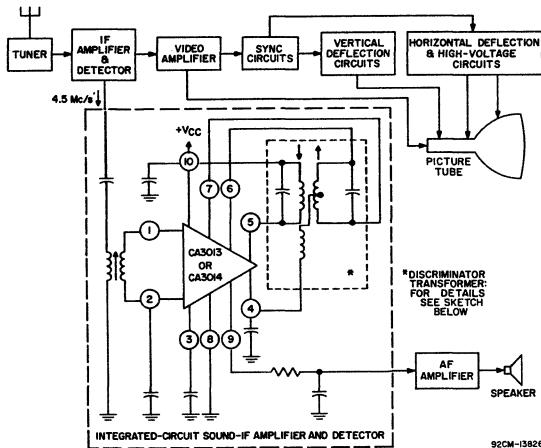 TUNER
IF
AMPLIFIER
&
DETECTOR
VIDEO
AMPLIFIER
SYNC
CIRCUITS
VERTICAL
DEFLECTION
CIRCUITS
HORIZONTAL DEFLECTION
& HIGH-VOLTAGE
CIRCUITS
4.5 Mc/s
PICTURE
TUBE
+VCC
10
7
6
1
5
CA3013
OR
CA3014
*
2
4
3
8
9
*DISCRIMINATOR
TRANSFORMER:
FOR DETAILS
SEE SKETCH
BELOW
AF
AMPLIFIER
SPEAKER
INTEGRATED-CIRCUIT SOUND-IF AMPLIFIER AND DETECTOR
92CM-13826